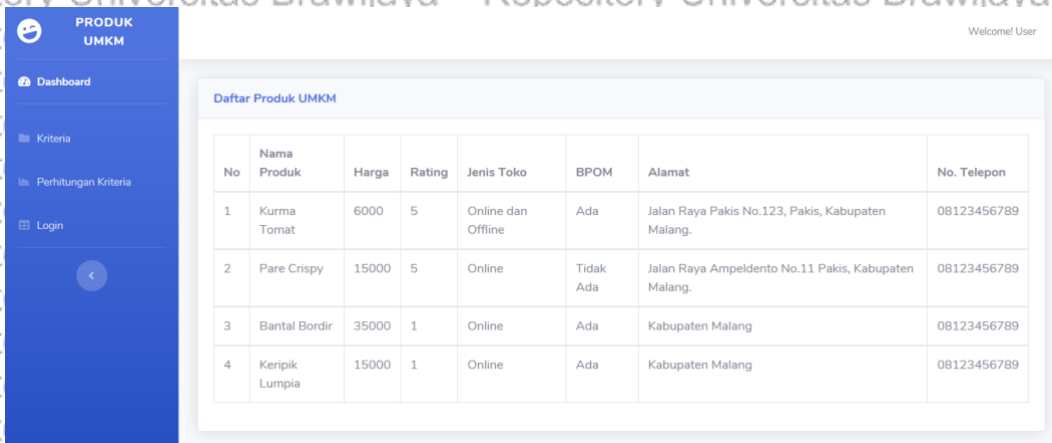 Repository Universitas Brawijaya
PRODUK
UMKM
Welcome! User
Dashboard
Kriteria
Perhitungan Kriteria
Login
Daftar Produk UMKM
No Nama Produk Harga Rating Jenis Toko BPOM Alamat No. Telepon
1 Kurma Tomat 6000 5 Online dan Offline Ada Jalan Raya Pakis No.123, Pakis, Kabupaten Malang. 08123456789
2 Pare Crispy 15000 5 Online Tidak Ada Jalan Raya Ampeldento No.11 Pakis, Kabupaten Malang. 08123456789
3 Bantal Bordir 35000 1 Online Ada Kabupaten Malang 08123456789
4 Keripik Lumpia 15000 1 Online Ada Kabupaten Malang 08123456789